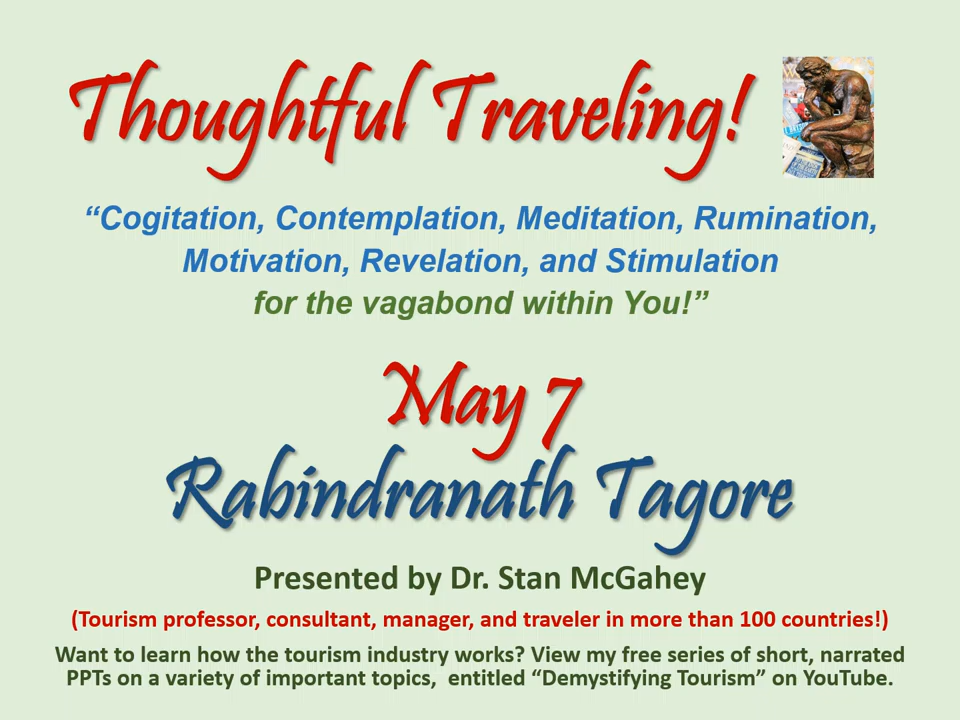 Thoughtful Traveling!
“Cogitation, Contemplation, Meditation, Rumination,
Motivation, Revelation, and Stimulation
for the vagabond within You!”
May 7
Rabindranath Tagore
Presented by Dr. Stan McGahey
(Tourism professor, consultant, manager, and traveler in more than 100 countries!)
Want to learn how the tourism industry works? View my free series of short, narrated
PPTs on a variety of important topics,  entitled “Demystifying Tourism” on YouTube.